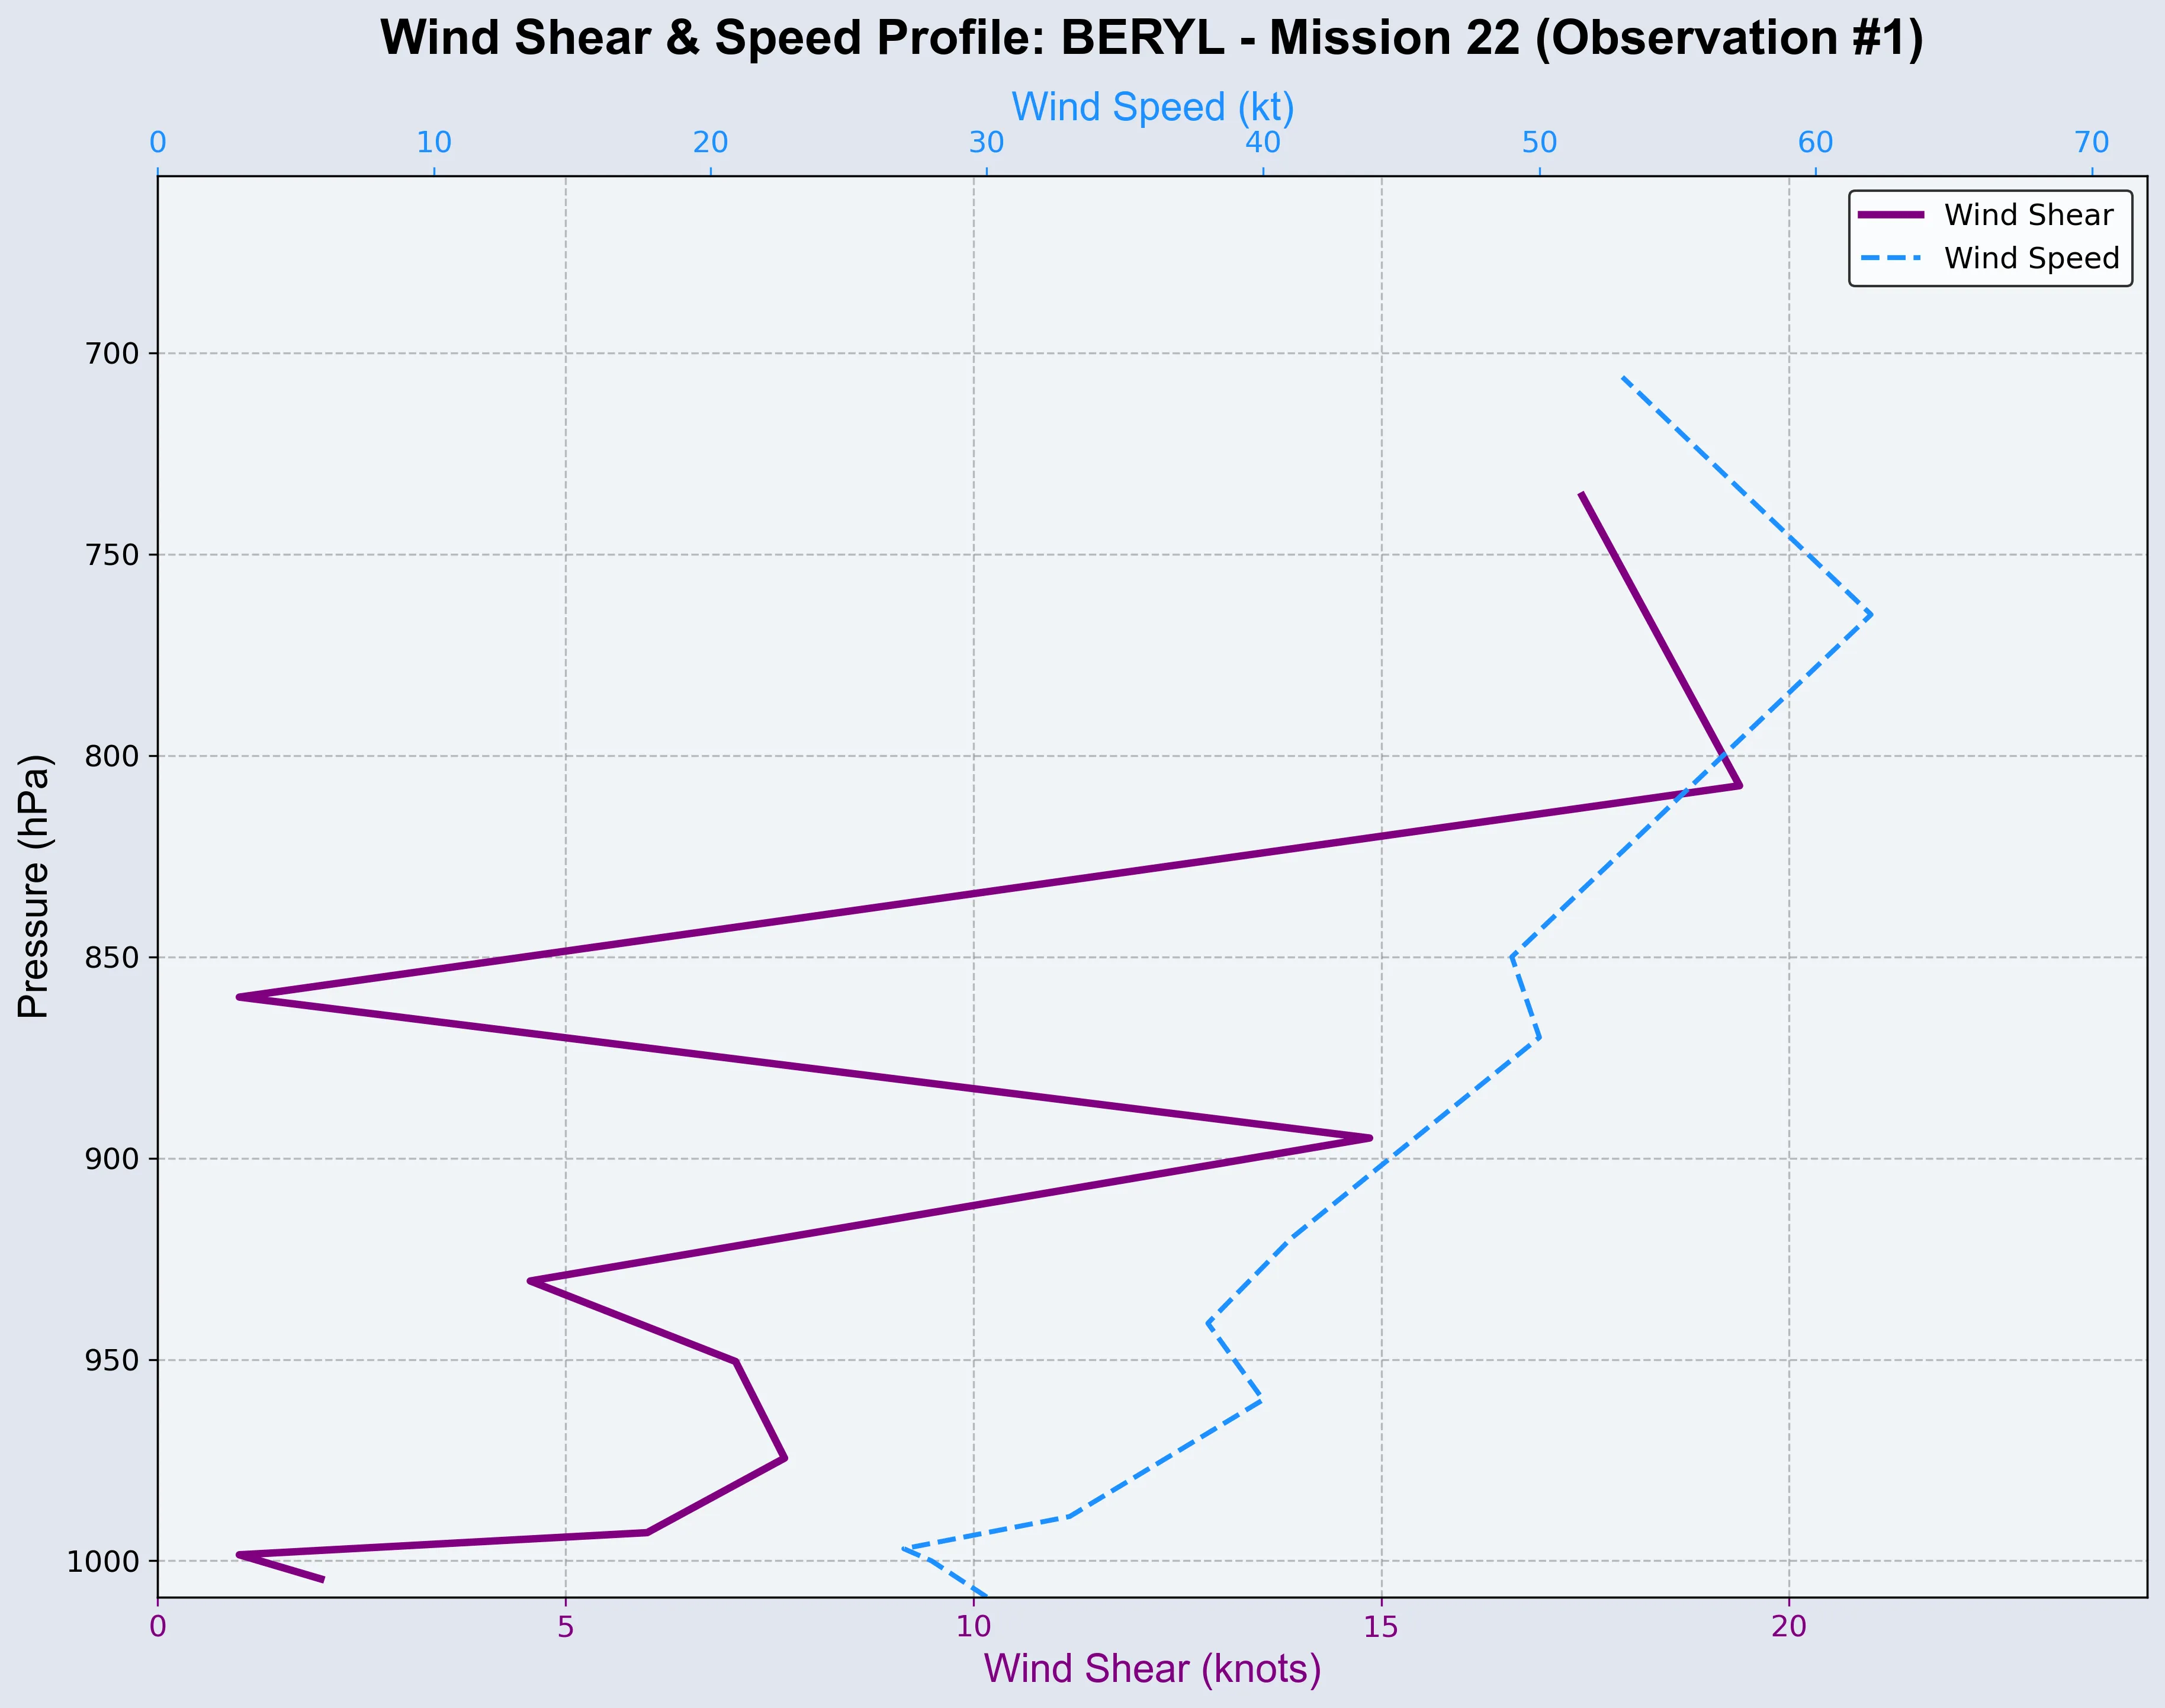 Wind Shear & Speed Profile: BERYL - Mission 22 (Observation #1)
Wind Speed (kt)
0 10 20 30 40 50 60 70
Wind Shear
Wind Speed
Pressure (hPa)
700
750
800
850
900
950
1000
0 5 10 15 20
Wind Shear (knots)